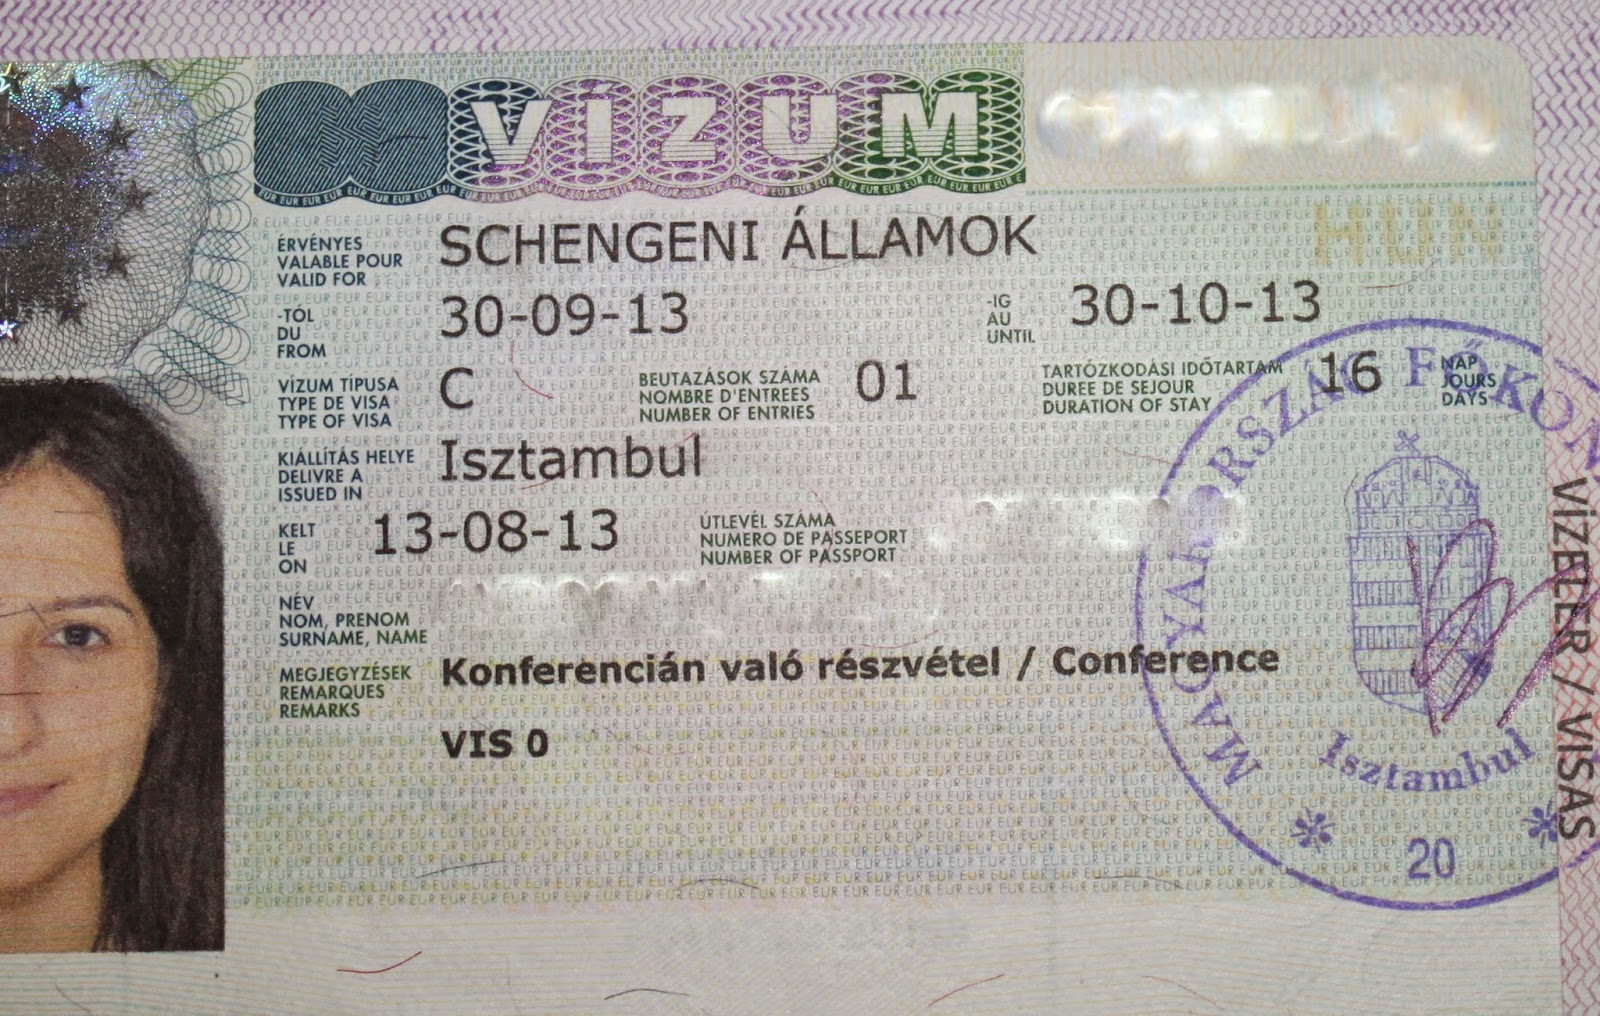 VÍZUM
HUN
ÉRVÉNYES
VALABLE POUR
VALID FOR
SCHENGENI ÁLLAMOK
-TÓL
DU
FROM
30-09-13
-IG
AU
UNTIL
30-10-13
VÍZUM TÍPUSA
TYPE DE VISA
TYPE OF VISA
C
BEUTAZÁSOK SZÁMA
NOMBRE D'ENTREES
NUMBER OF ENTRIES
01
TARTÓZKODÁSI IDŐTARTAM
DUREE DE SEJOUR
DURATION OF STAY
16
NAP
JOURS
DAYS
KIÁLLÍTÁS HELYE
DELIVRE A
ISSUED IN
Isztambul
KELT
LE
ON
13-08-13
ÚTLEVÉL SZÁMA
NUMERO DE PASSEPORT
NUMBER OF PASSPORT
NÉV
NOM, PRENOM
SURNAME, NAME
MEGJEGYZÉSEK
REMARQUES
REMARKS
Konferencián való részvétel / Conference
VIS 0
MAGYARORSZÁG
Isztambul
20
VÍZELER / VISAS